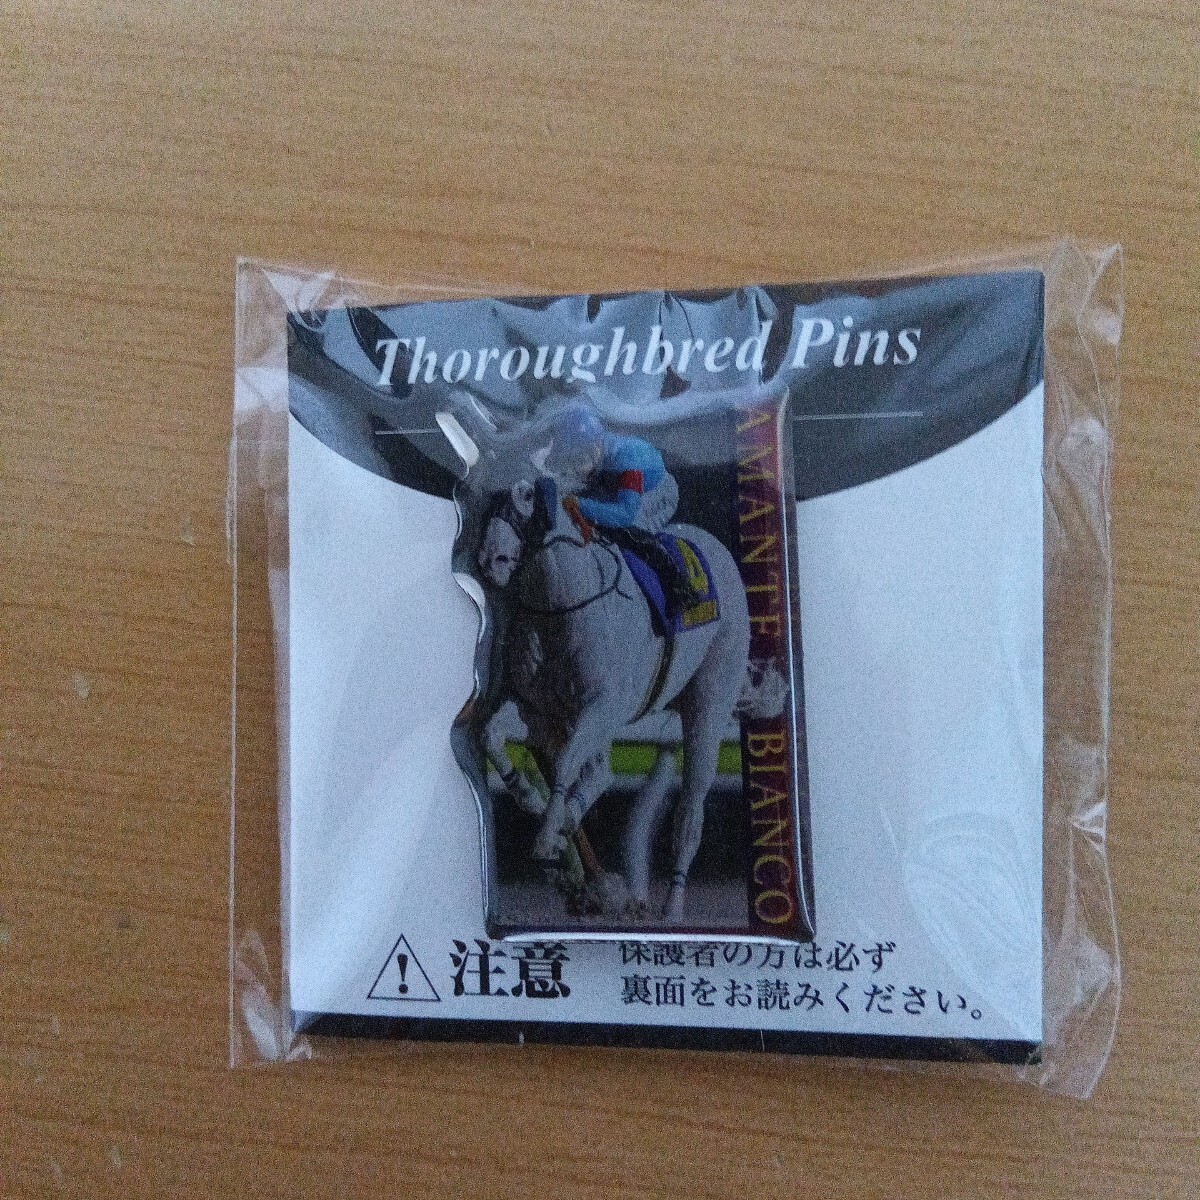 Thoroughbred Pins
AMANTE BIANCO
4
注意
保護者の方は必ず
裏面をお読みください。